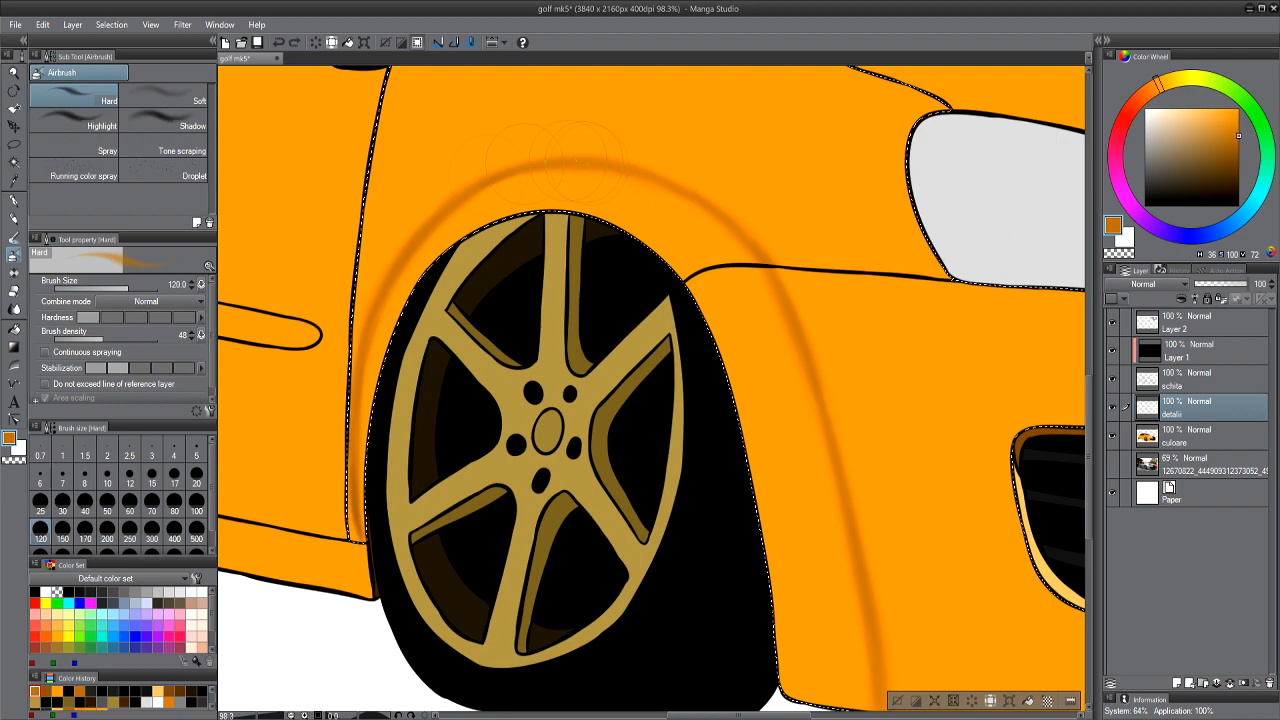 golf mk5* (3840 x 2160px 400dpi 98.3%) - Manga Studio
File Edit Layer Selection View Filter Window Help
Sub Tool [Airbrush]
golf mk5*
Color Wheel
Airbrush
Hard Soft
Highlight Shadow
Spray Tone scraping
Running color spray Droplet
H 36 S 100 V 72
Tool property [Hard]
Hard
Brush Size 120.0
Combine mode Normal
Hardness
Brush density 48
Continuous spraying
Stabilization
Do not exceed line of reference layer
Area scaling
Brush size [Hard]
0.7 1 1.5 2 2.5 3 4 5
6 7 8 10 12 15 17 20
25 30 40 50 60 70 80 100
120 150 170 200 250 300 400 500
Color Set
Default color set
Color History
98.3 0.0
Layer
Normal 100
100 % Normal
Layer 2
100 % Normal
Layer 1
100 % Normal
schita
100 % Normal
detalii
100 % Normal
culoare
69 % Normal
12670822_444909312373052_45
Paper
Information
System: 64% Application: 100%